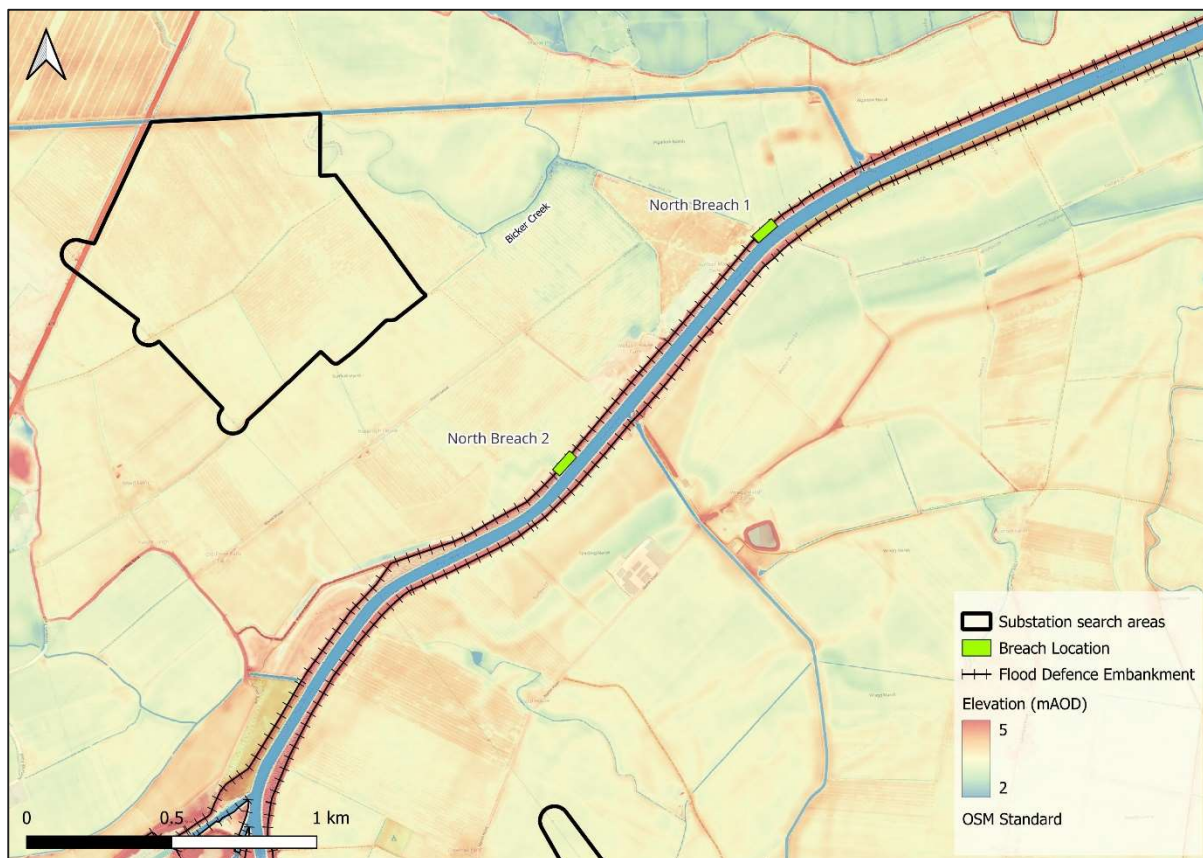 North Breach 1
Bicker Creek
North Breach 2
Substation search areas
Breach Location
Flood Defence Embankment
Elevation (mAOD)
5
2
OSM Standard
0 0.5 1 km